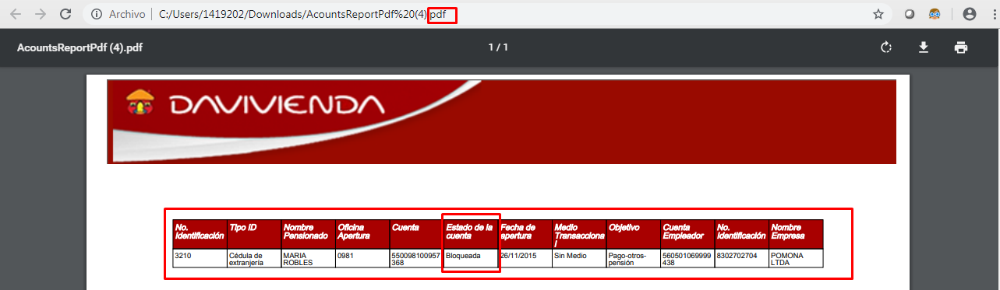 Archivo | C:/Users/1419202/Downloads/AcountsReportPdf%20(4).pdf
AcountsReportPdf (4).pdf
1 / 1
DAVIVIENDA
No. Identificación
Tipo ID
Nombre Pensionado
Oficina Apertura
Cuenta
Estado de la cuenta
Fecha de apertura
Medio Transaccional
Objetivo
Cuenta Empleador
No. Identificación
Nombre Empresa
3210
Cédula de extranjería
MARIA ROBLES
0981
550098100957368
Bloqueada
26/11/2015
Sin Medio
Pago-otros-pensión
560501069999438
8302702704
POMONA LTDA